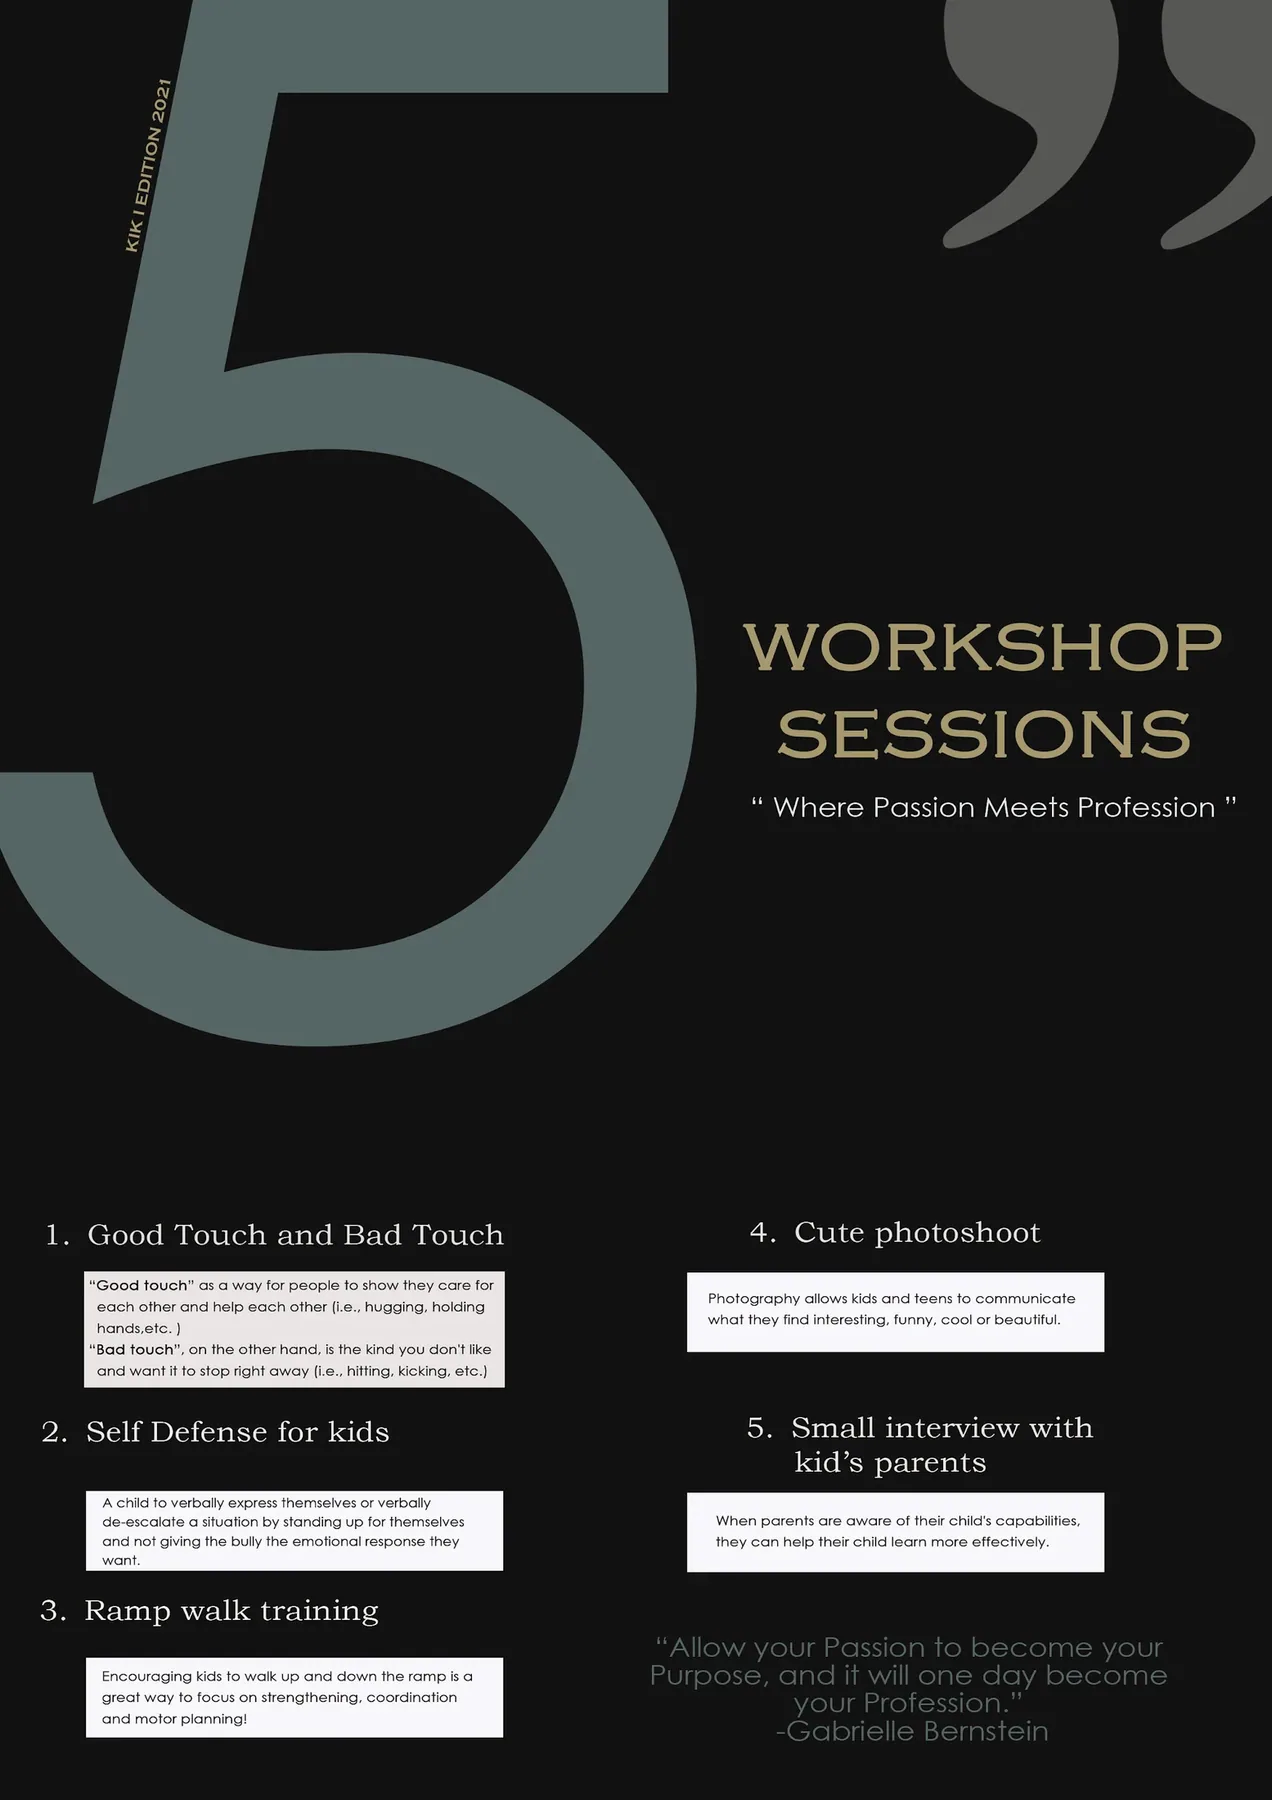 5
”
KIK I EDITION 2021
WORKSHOP
SESSIONS
“ Where Passion Meets Profession ”
1. Good Touch and Bad Touch
“Good touch” as a way for people to show they care for
each other and help each other (i.e., hugging, holding
hands,etc. )
“Bad touch”, on the other hand, is the kind you don't like
and want it to stop right away (i.e., hitting, kicking, etc.)
2. Self Defense for kids
A child to verbally express themselves or verbally
de-escalate a situation by standing up for themselves
and not giving the bully the emotional response they
want.
3. Ramp walk training
Encouraging kids to walk up and down the ramp is a
great way to focus on strengthening, coordination
and motor planning!
4. Cute photoshoot
Photography allows kids and teens to communicate
what they find interesting, funny, cool or beautiful.
5. Small interview with
kid’s parents
When parents are aware of their child's capabilities,
they can help their child learn more effectively.
“Allow your Passion to become your
Purpose, and it will one day become
your Profession.”
-Gabrielle Bernstein